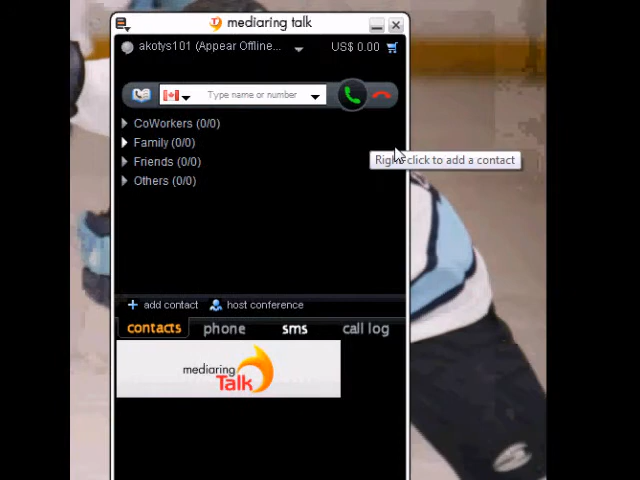 mediaring talk
akotys101 (Appear Offline... US$ 0.00
Type name or number
CoWorkers (0/0)
Family (0/0)
Friends (0/0)
Others (0/0)
click to add a contact
add contact host conference
contacts phone sms call log
mediaring
Talk